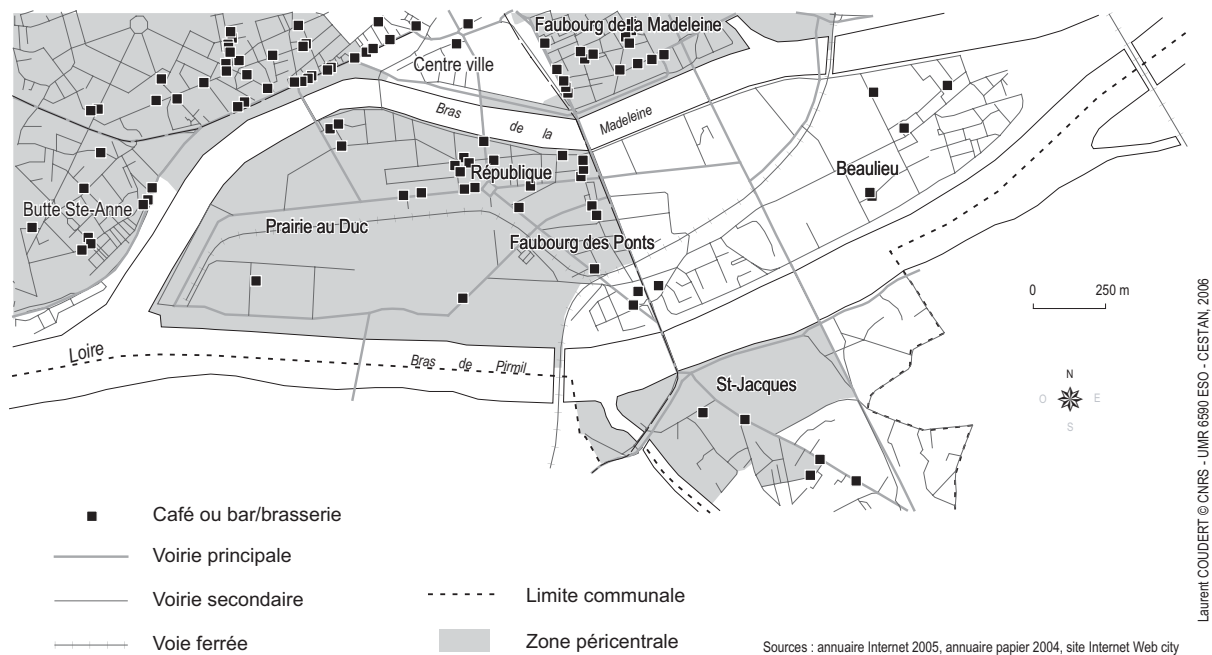 Faubourg de la Madeleine
Centre ville
Bras de la Madeleine
Beaulieu
République
Butte Ste-Anne
Prairie au Duc
Faubourg des Ponts
0 250 m
Loire
Bras de Pirmil
St-Jacques
N
O E
S
Café ou bar/brasserie
Voirie principale
Voirie secondaire
Voie ferrée
Limite communale
Zone péricentrale
Sources : annuaire Internet 2005, annuaire papier 2004, site Internet Web city
Laurent COUDERT © CNRS - UMR 6590 ESO - CESTAN, 2006